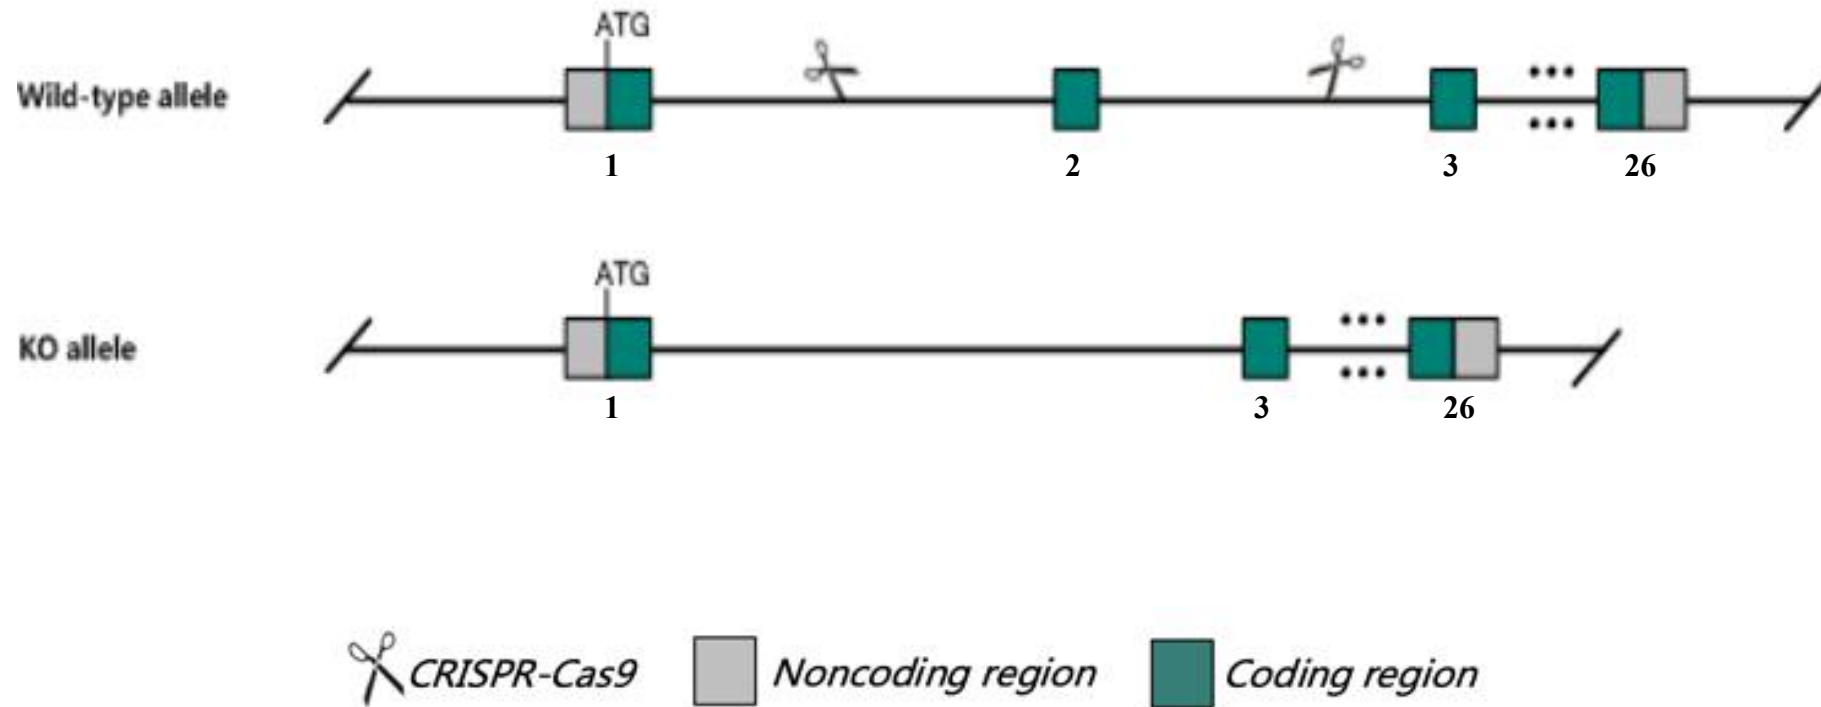 ATG
Wild-type allele
1 2 3 26
ATG
KO allele
1 3 26
CRISPR-Cas9 Noncoding region Coding region